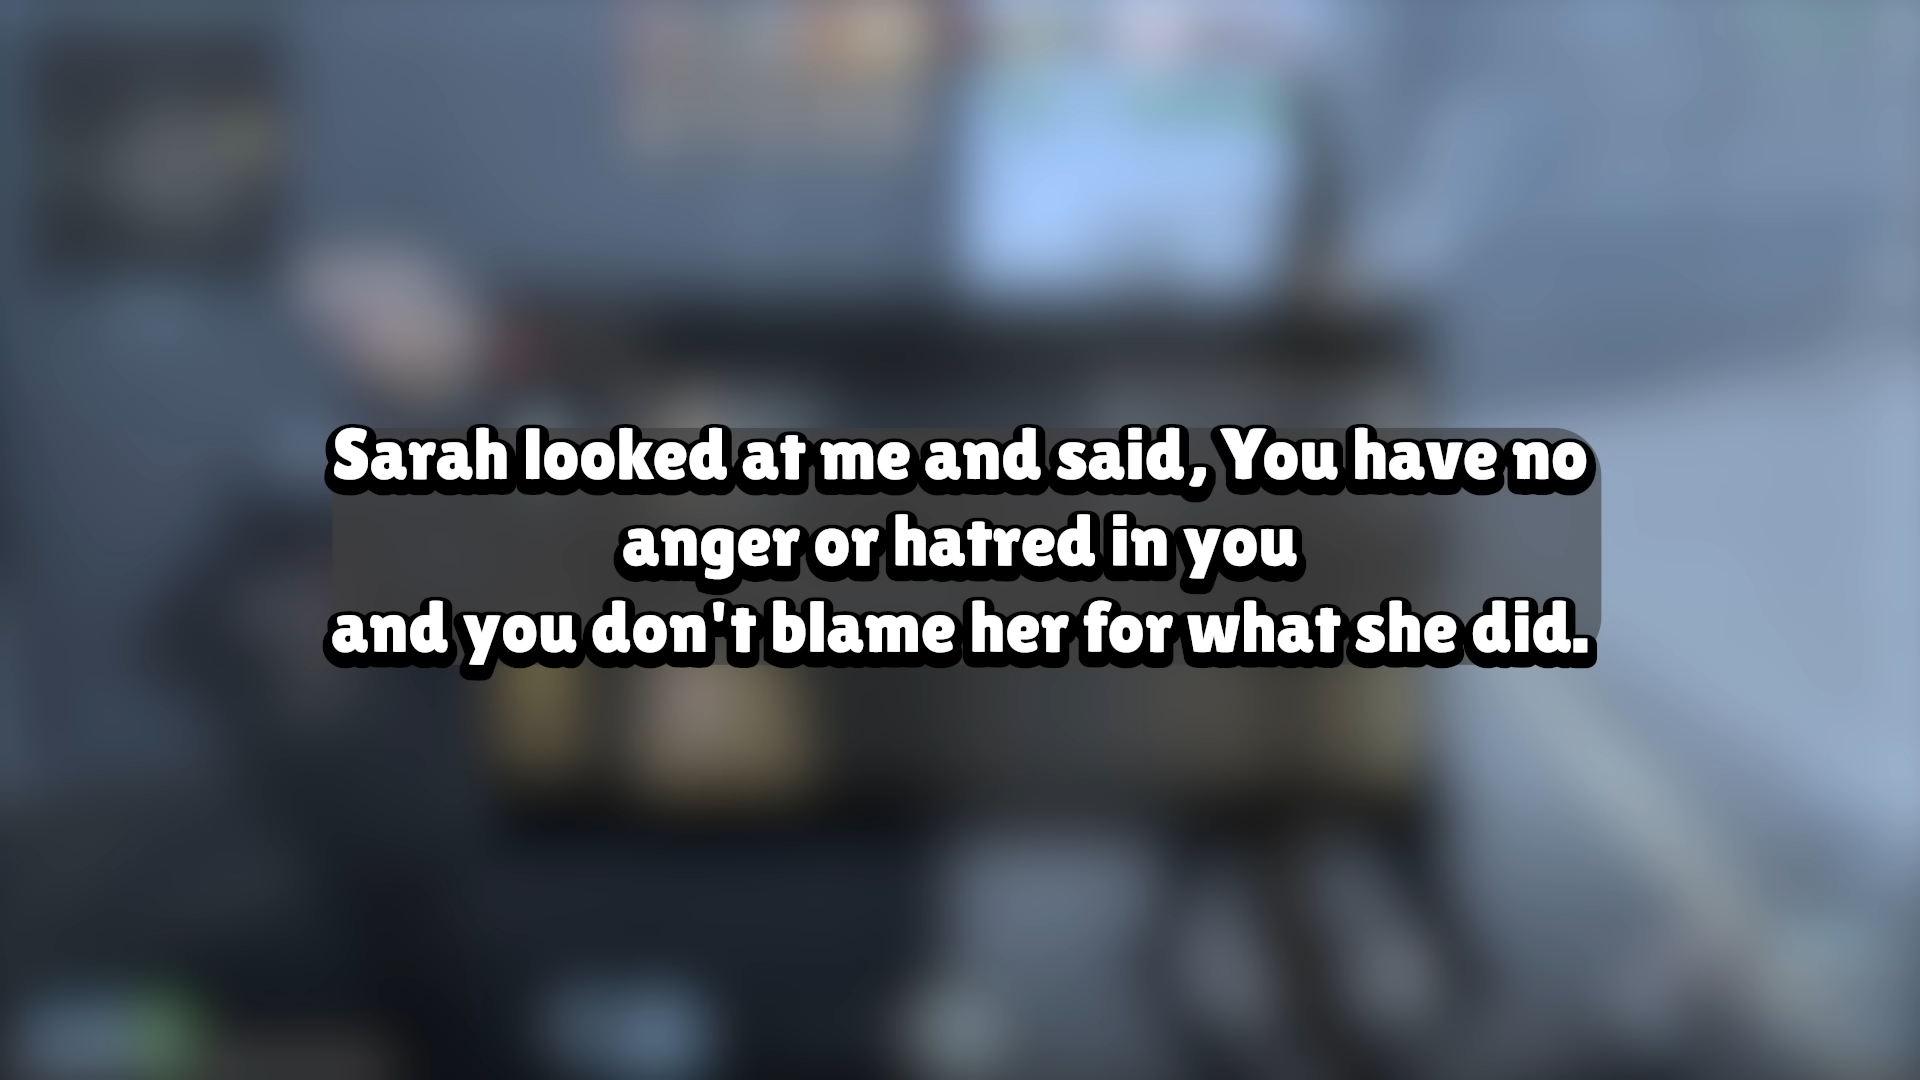 Sarah looked at me and said, You have no
anger or hatred in you
and you don't blame her for what she did.